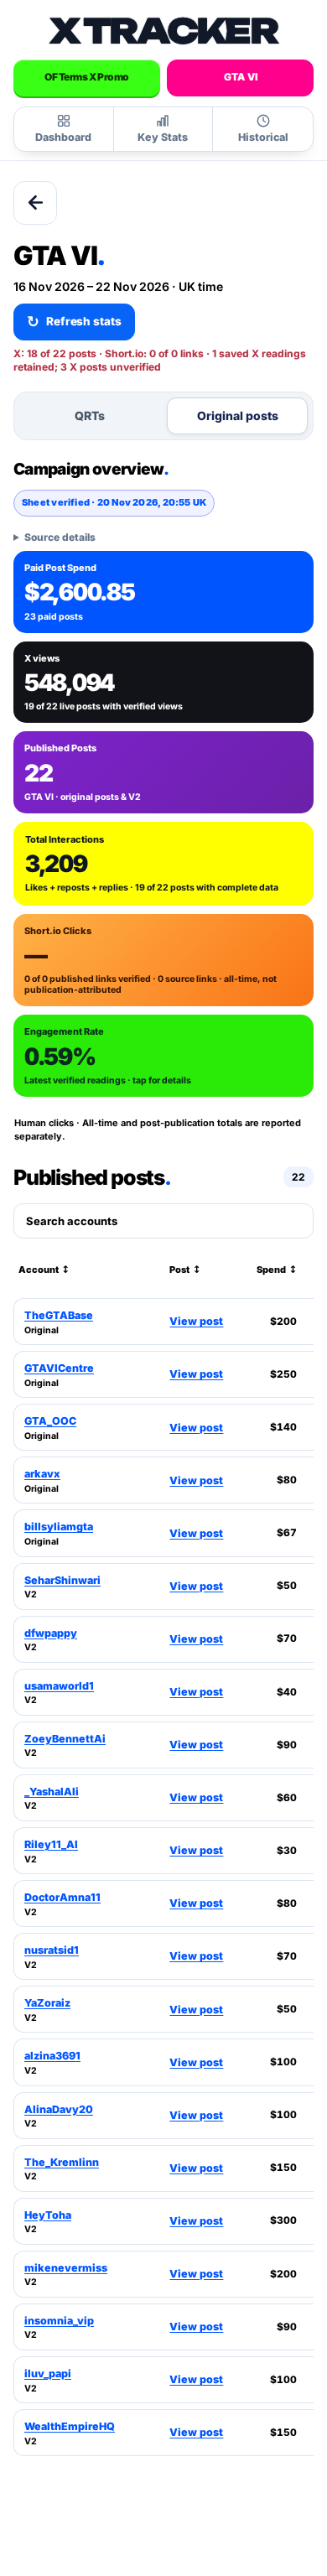 X TRACKER
OF Terms X Promo
GTA VI
Dashboard
Key Stats
Historical
←
GTA VI.
16 Nov 2026 – 22 Nov 2026 · UK time
↻ Refresh stats
X: 18 of 22 posts · Short.io: 0 of 0 links · 1 saved X readings
retained; 3 X posts unverified
QRTs
Original posts
Campaign overview.
Sheet verified · 20 Nov 2026, 20:55 UK
▶ Source details
Paid Post Spend
$2,600.85
23 paid posts
X views
548,094
19 of 22 live posts with verified views
Published Posts
22
GTA VI · original posts & V2
Total Interactions
3,209
Likes + reposts + replies · 19 of 22 posts with complete data
Short.io Clicks
—
0 of 0 published links verified · 0 source links · all-time, not
publication-attributed
Engagement Rate
0.59%
Latest verified readings · tap for details
Human clicks · All-time and post-publication totals are reported
separately.
Published posts.
22
Search accounts
Account ↕ Post ↕ Spend ↕
TheGTABase View post $200
Original
GTAVICentre View post $250
Original
GTA_OOC View post $140
Original
arkavx View post $80
Original
billsyliamgta View post $67
Original
SeharShinwari View post $50
V2
dfwpappy View post $70
V2
usamaworld1 View post $40
V2
ZoeyBennettAi View post $90
V2
_YashalAli View post $60
V2
Riley11_AI View post $30
V2
DoctorAmna11 View post $80
V2
nusratsid1 View post $70
V2
YaZoraiz View post $50
V2
alzina3691 View post $100
V2
AlinaDavy20 View post $100
V2
The_Kremlinn View post $150
V2
HeyToha View post $300
V2
mikenevermiss View post $200
V2
insomnia_vip View post $90
V2
iluv_papi View post $100
V2
WealthEmpireHQ View post $150
V2